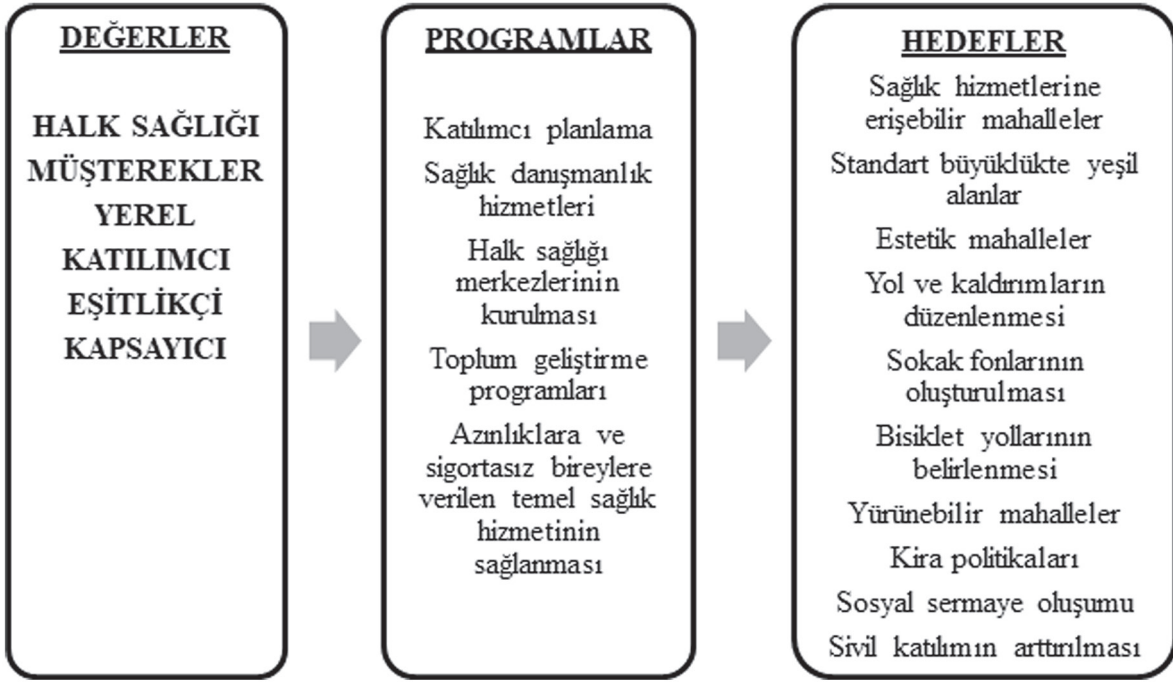 DEĞERLER
HALK SAĞLIĞI
MÜŞTEREKLER
YEREL
KATILIMCI
EŞİTLİKÇİ
KAPSAYICI
PROGRAMLAR
Katılımcı planlama
Sağlık danışmanlık
hizmetleri
Halk sağlığı
merkezlerinin
kurulması
Toplum geliştirme
programları
Azınlıklara ve
sigortasız bireylere
verilen temel sağlık
hizmetinin
sağlanması
HEDEFLER
Sağlık hizmetlerine
erişebilir mahalleler
Standart büyüklükte yeşil
alanlar
Estetik mahalleler
Yol ve kaldırımların
düzenlenmesi
Sokak fonlarının
oluşturulması
Bisiklet yollarının
belirlenmesi
Yürünebilir mahalleler
Kira politikaları
Sosyal sermaye oluşumu
Sivil katılımın arttırılması